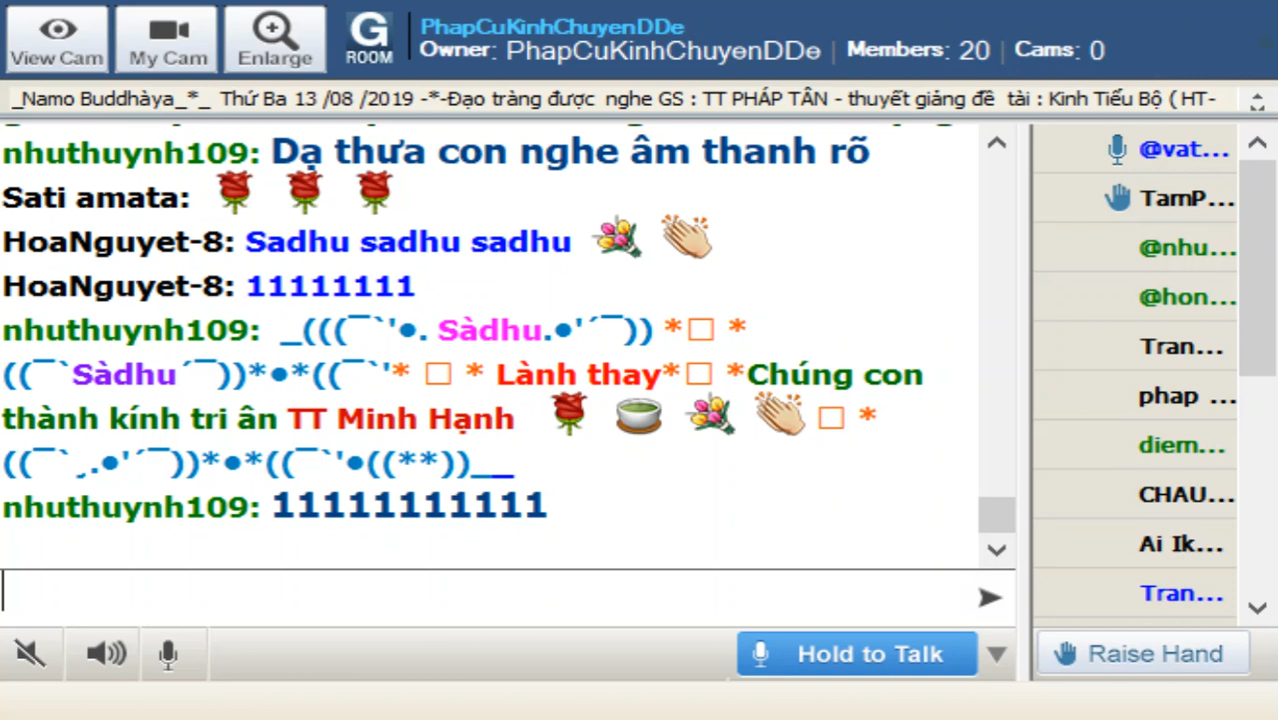 View Cam
My Cam
Enlarge
G
ROOM
PhapCuKinhChuyenDDe
Owner: PhapCuKinhChuyenDDe | Members: 20 | Cams: 0
_Namo Buddhàya_*_ Thứ Ba 13 /08 /2019 -*-Đạo tràng được nghe GS : TT PHÁP TÂN - thuyết giảng đề tài : Kinh Tiểu Bộ ( HT-
nhuthuynh109: Dạ thưa con nghe âm thanh rõ
Sati amata:
HoaNguyet-8: Sadhu sadhu sadhu
HoaNguyet-8: 11111111
nhuthuynh109: _(((¯`'●. Sàdhu.●'´¯)) *□ *
((¯`Sàdhu´¯))*●*((¯`'* □ * Lành thay*□ *Chúng con
thành kính tri ân TT Minh Hạnh □ *
((¯`¸.●'´¯))*●*((¯`'●((**))__
nhuthuynh109: 11111111111
@vat...
TamP...
@nhu...
@hon...
Tran...
phap ...
diem...
CHAU...
Ai Ik...
Tran...
Hold to Talk
Raise Hand